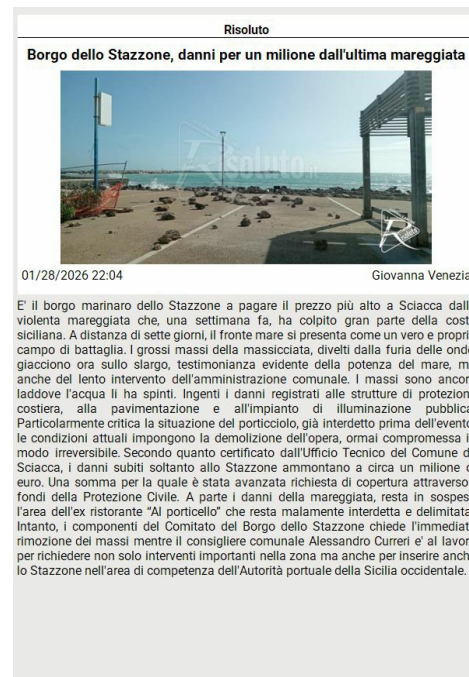 Risoluto
Borgo dello Stazzone, danni per un milione dall'ultima mareggiata
Risoluto.it
Risoluto
01/28/2026 22:04
Giovanna Venezia
E' il borgo marinaro dello Stazzone a pagare il prezzo più alto a Sciacca dall
violenta mareggiata che, una settimana fa, ha colpito gran parte della cost
siciliana. A distanza di sette giorni, il fronte mare si presenta come un vero e propri
campo di battaglia. I grossi massi della massicciata, divelti dalla furia delle onde
giacciono ora sullo slargo, testimonianza evidente della potenza del mare, m
anche del lento intervento dell'amministrazione comunale. I massi sono ancor
laddove l'acqua li ha spinti. Ingenti i danni registrati alle strutture di protezion
costiera, alla pavimentazione e all'impianto di illuminazione pubblica
Particolarmente critica la situazione del porticciolo, già interdetto prima dell'evento
le condizioni attuali impongono la demolizione dell'opera, ormai compromessa i
modo irreversibile. Secondo quanto certificato dall'Ufficio Tecnico del Comune d
Sciacca, i danni subiti soltanto allo Stazzone ammontano a circa un milione d
euro. Una somma per la quale è stata avanzata richiesta di copertura attraverso
fondi della Protezione Civile. A parte i danni della mareggiata, resta in sospes
l'area dell'ex ristorante “Al porticello” che resta malamente interdetta e delimitata
Intanto, i componenti del Comitato del Borgo dello Stazzone chiede l'immediat
rimozione dei massi mentre il consigliere comunale Alessandro Curreri e' al lavor
per richiedere non solo interventi importanti nella zona ma anche per inserire anch
lo Stazzone nell'area di competenza dell'Autorità portuale della Sicilia occidentale.